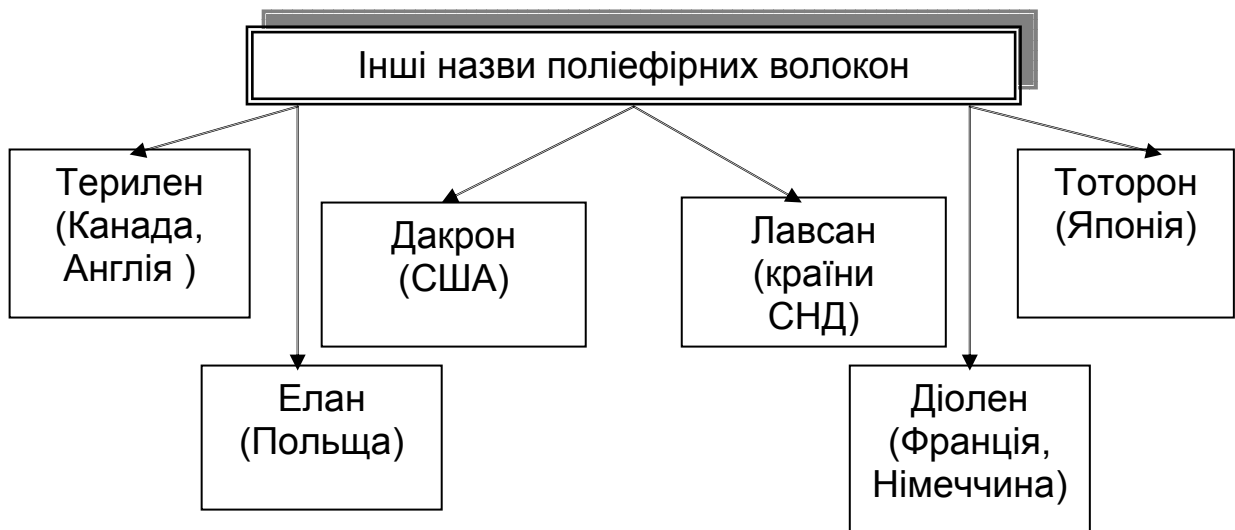 Інші назви поліефірних волокон
Терилен
(Канада,
Англія )
Дакрон
(США)
Лавсан
(країни
СНД)
Тоторон
(Японія)
Елан
(Польща)
Діолен
(Франція,
Німеччина)